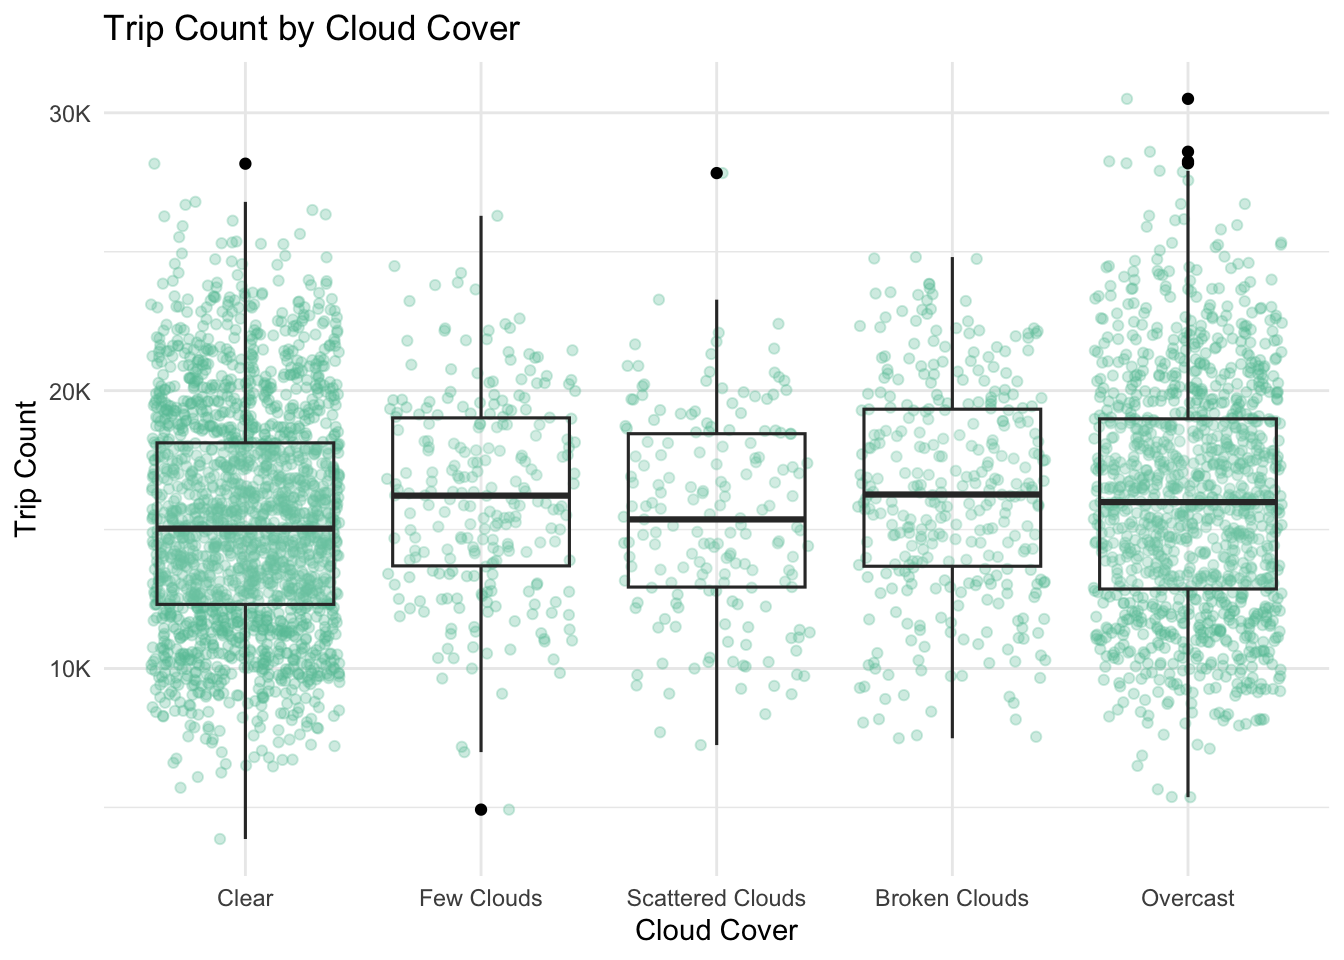 Trip Count by Cloud Cover
30K
20K
10K
Trip Count
Clear
Few Clouds
Scattered Clouds
Broken Clouds
Overcast
Cloud Cover